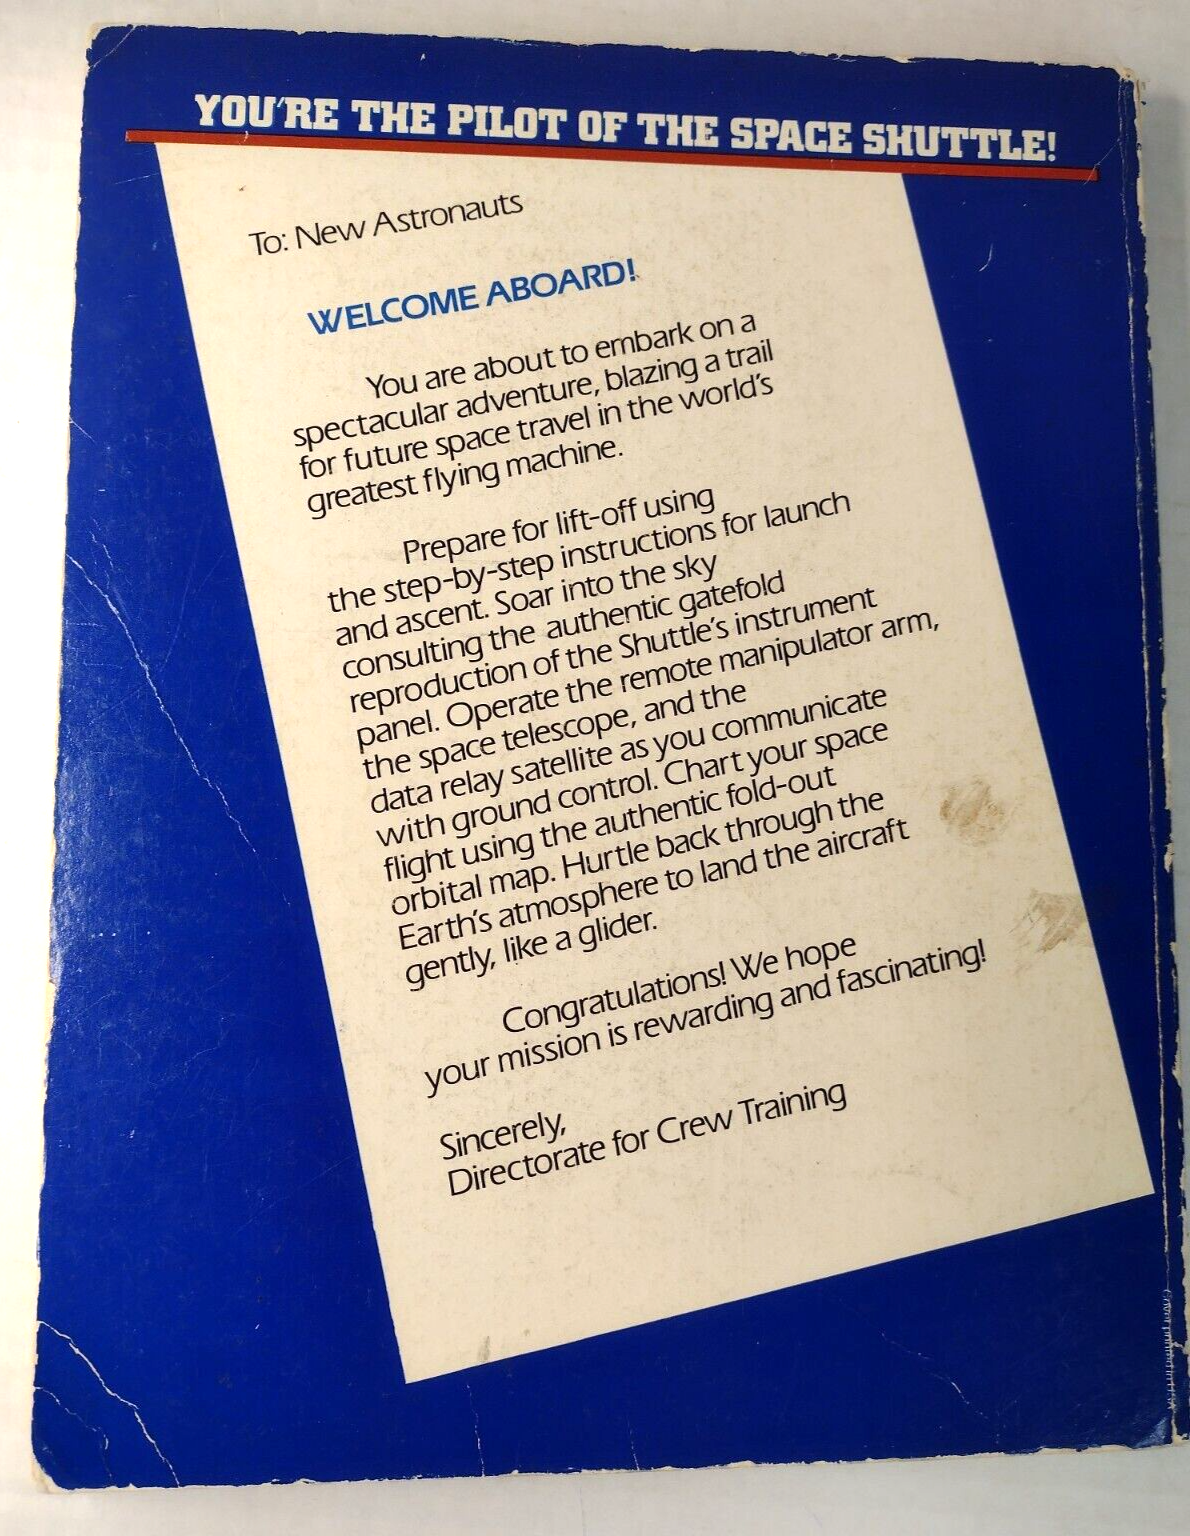 YOU'RE THE PILOT OF THE SPACE SHUTTLE!
To: New Astronauts
WELCOME ABOARD!
You are about to embark on a
spectacular adventure, blazing a trail
for future space travel in the world's
greatest flying machine.
Prepare for lift-off using
the step-by-step instructions for launch
and ascent. Soar into the sky
consulting the authentic gatefold
reproduction of the Shuttle's instrument
panel. Operate the remote manipulator arm,
the space telescope, and the
data relay satellite as you communicate
with ground control. Chart your space
flight using the authentic fold-out
orbital map. Hurtle back through the
Earth's atmosphere to land the aircraft
gently, like a glider.
Congratulations! We hope
your mission is rewarding and fascinating!
Sincerely,
Directorate for Crew Training